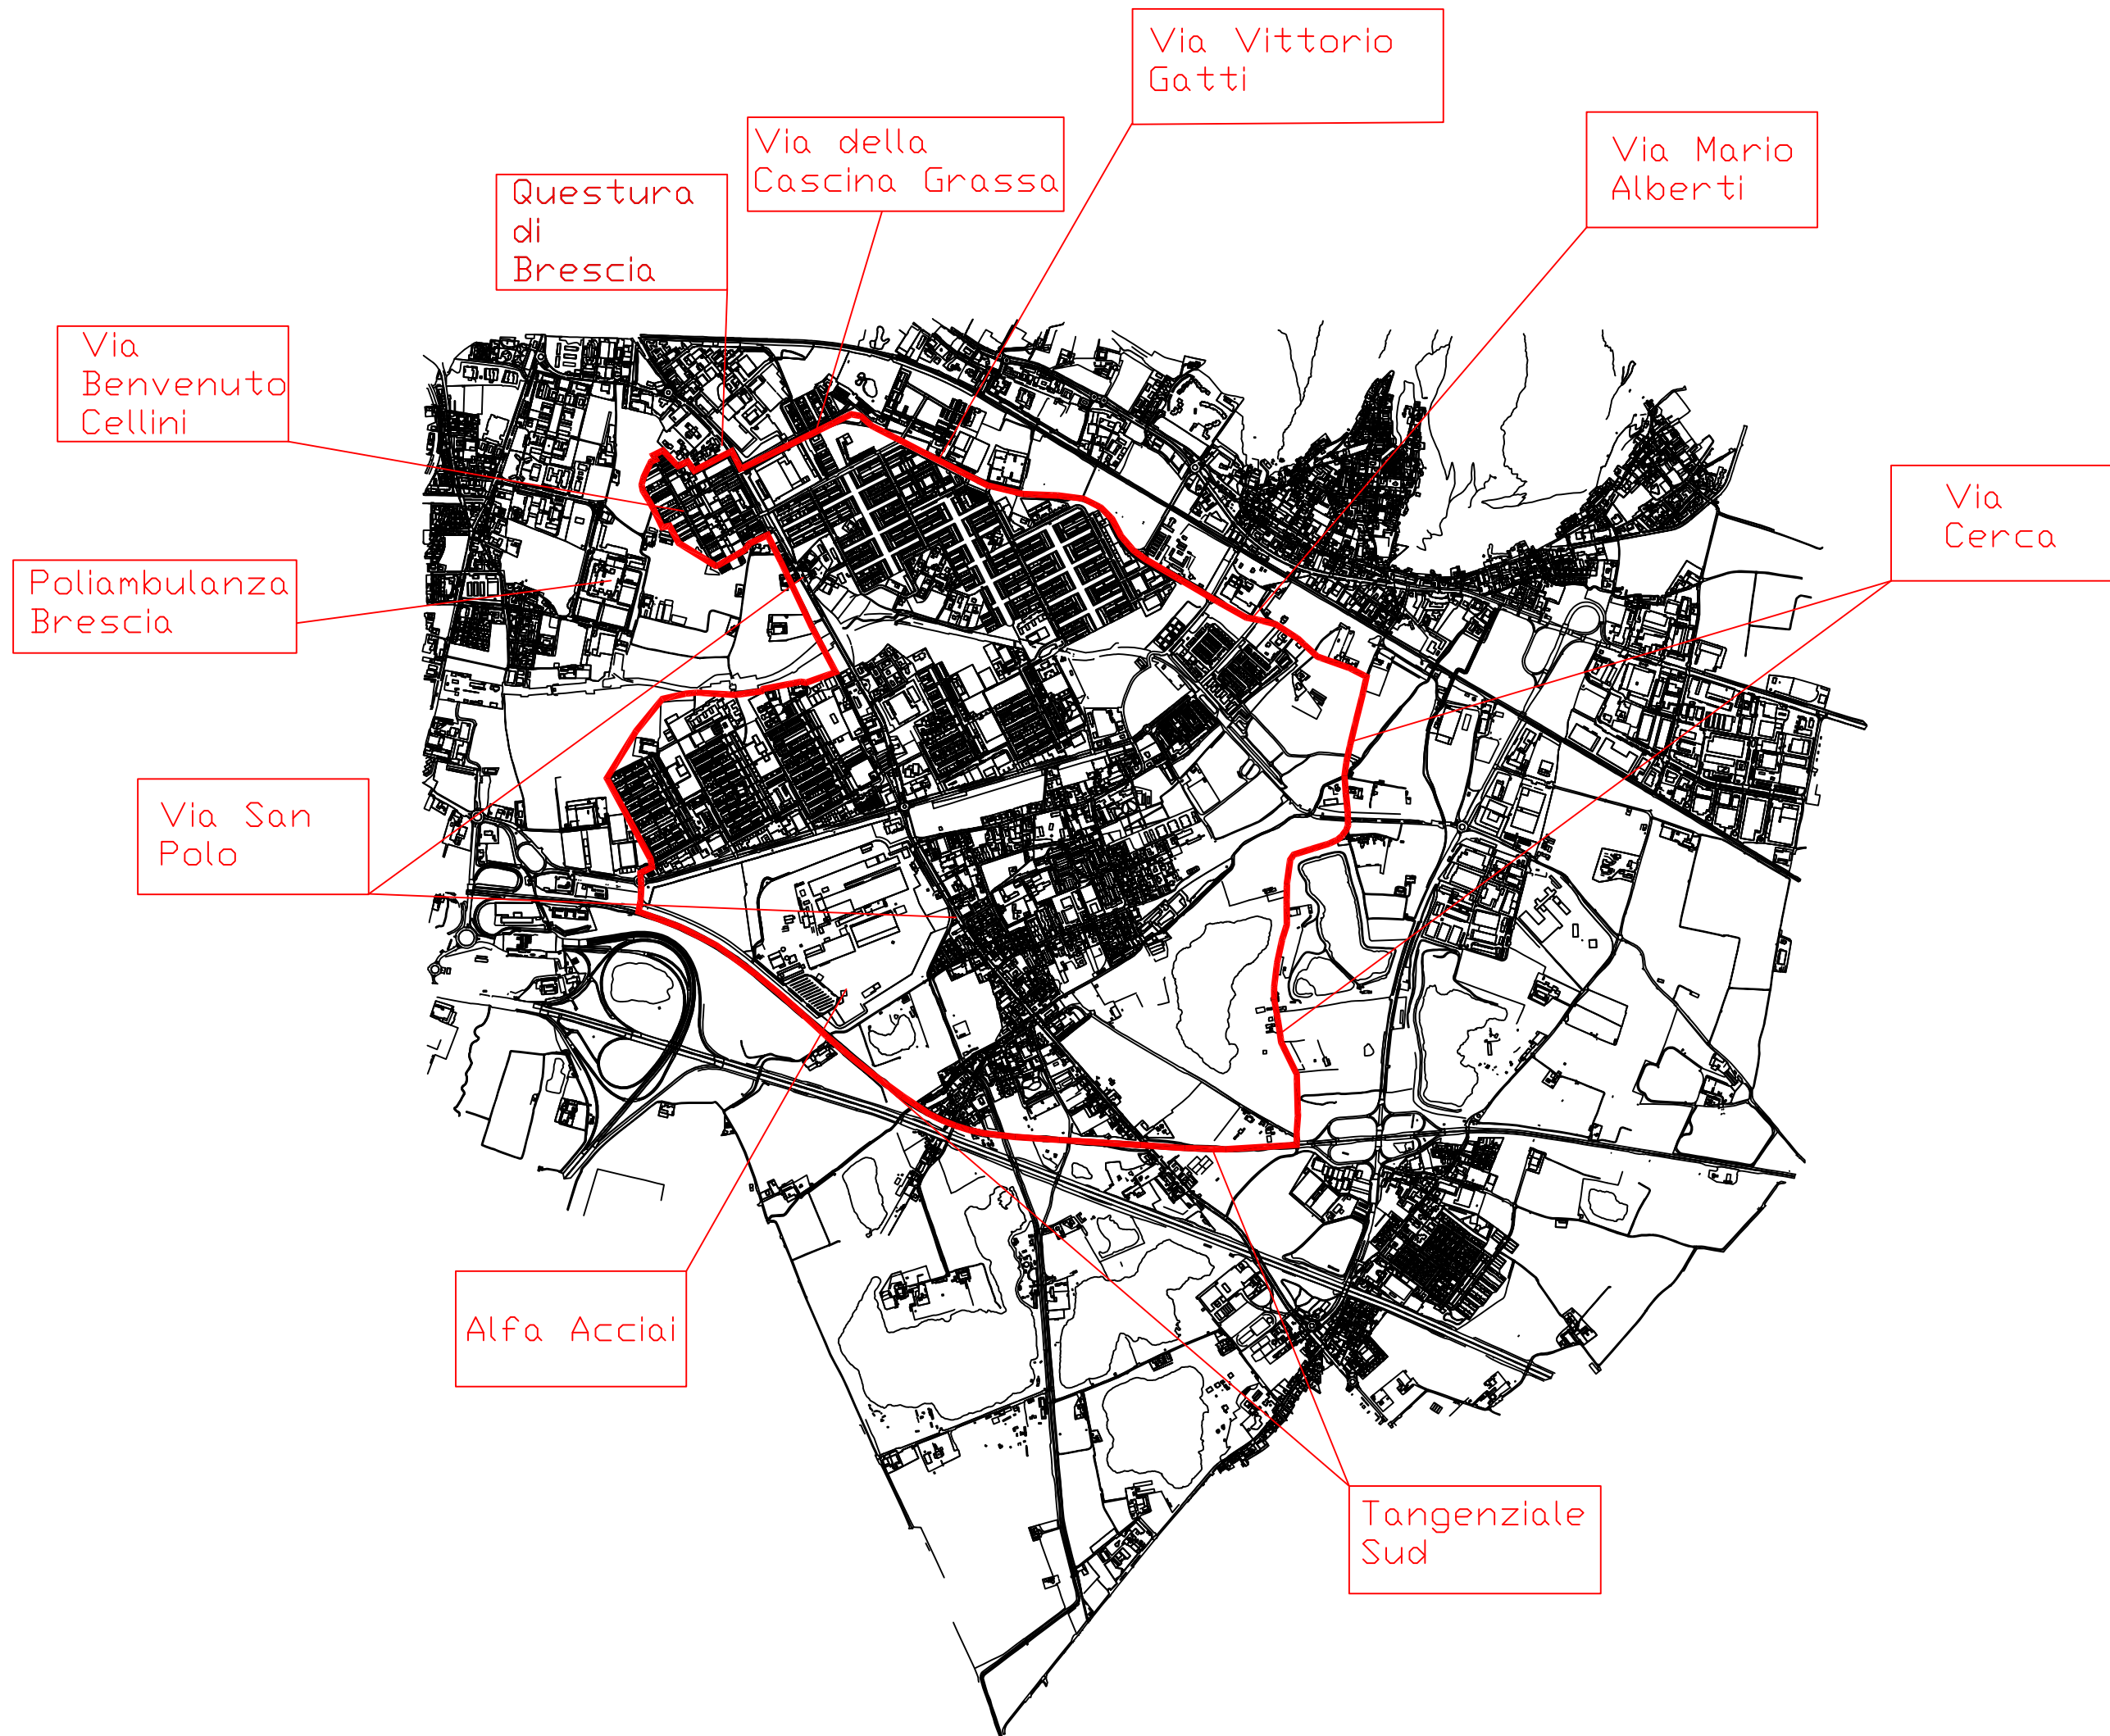 Via Vittorio
Gatti
Via della
Cascina Grassa
Via Mario
Alberti
Questura
di
Brescia
Via
Benvenuto
Cellini
Via
Cerca
Poliambulanza
Brescia
Via San
Polo
Alfa Acciai
Tangenziale
Sud